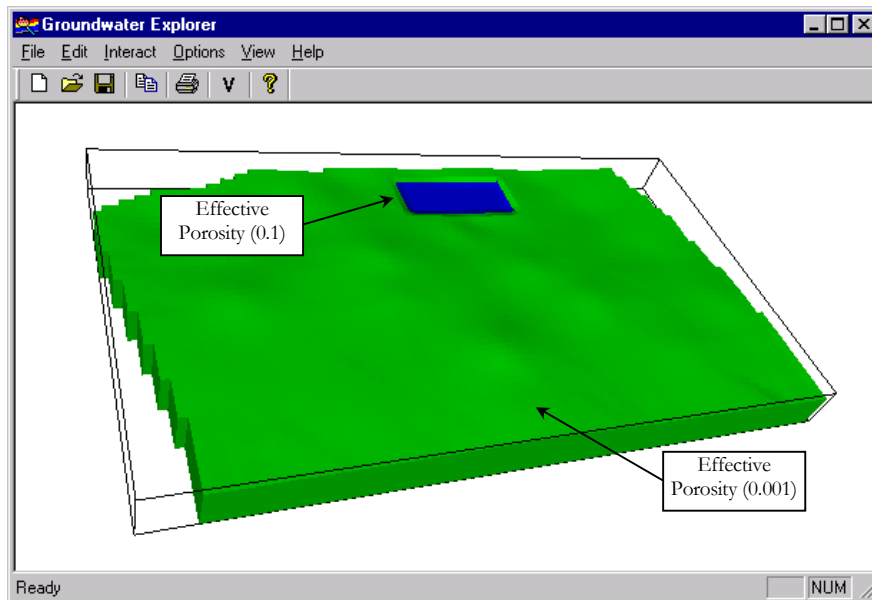 Groundwater Explorer
File Edit Interact Options View Help
V ?
Effective
Porosity (0.1)
Effective
Porosity (0.001)
Ready NUM